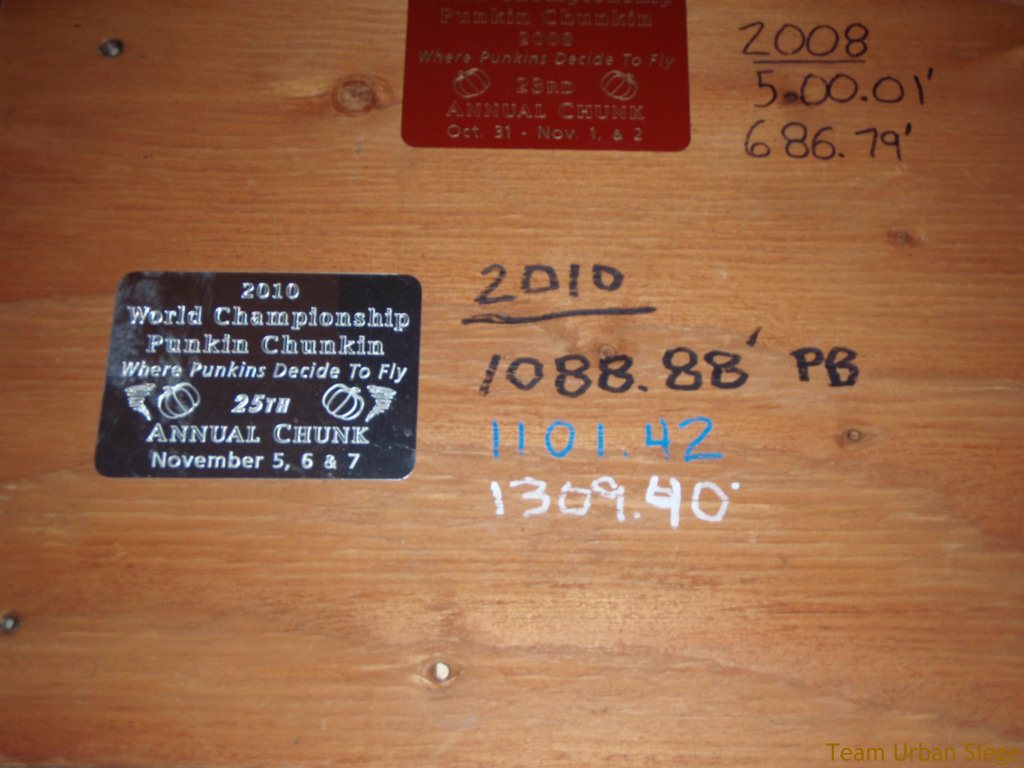 World Championship
Punkin Chunkin
2008
Where Punkins Decide To Fly
23RD
ANNUAL CHUNK
Oct. 31 - Nov. 1, & 2
2008
5.00.01'
686.79'
2010
World Championship
Punkin Chunkin
Where Punkins Decide To Fly
25TH
ANNUAL CHUNK
November 5, 6 & 7
2010
1088.88' PB
1101.42
1309.40'
Team Urban Siege